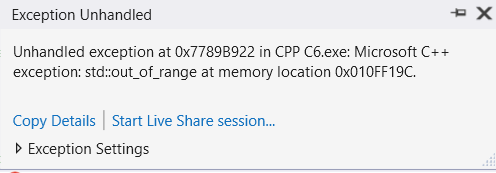 Exception Unhandled
Unhandled exception at 0x7789B922 in CPP C6.exe: Microsoft C++
exception: std::out_of_range at memory location 0x010FF19C.
Copy Details | Start Live Share session...
Exception Settings